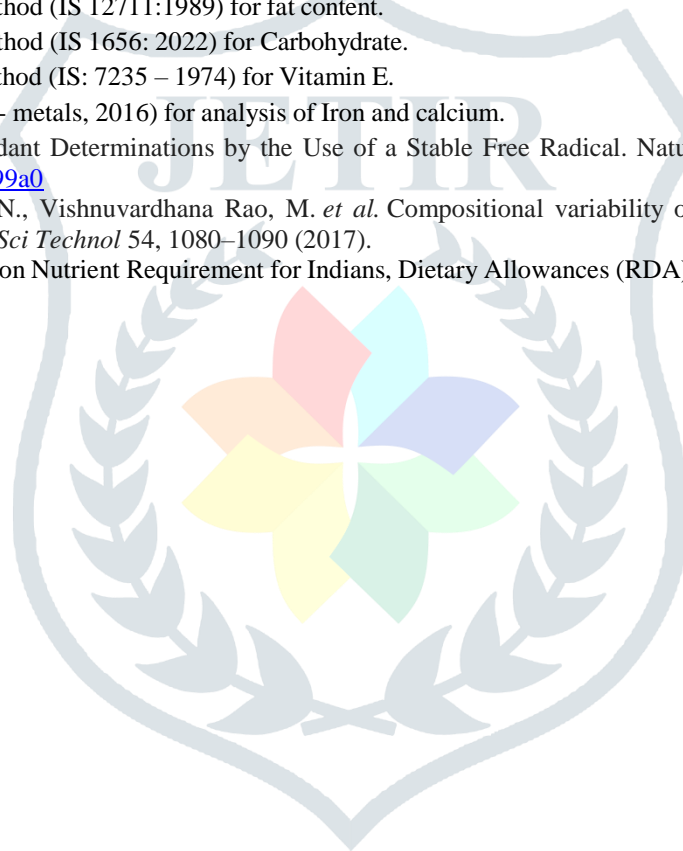 thod (IS 12711:1989) for fat content.
thod (IS 1656: 2022) for Carbohydrate.
thod (IS: 7235 – 1974) for Vitamin E.
- metals, 2016) for analysis of Iron and calcium.
dant Determinations by the Use of a Stable Free Radical. Natu
99a0
N., Vishnuvardhana Rao, M. et al. Compositional variability o
Sci Technol 54, 1080–1090 (2017).
on Nutrient Requirement for Indians, Dietary Allowances (RDA)
JETIR